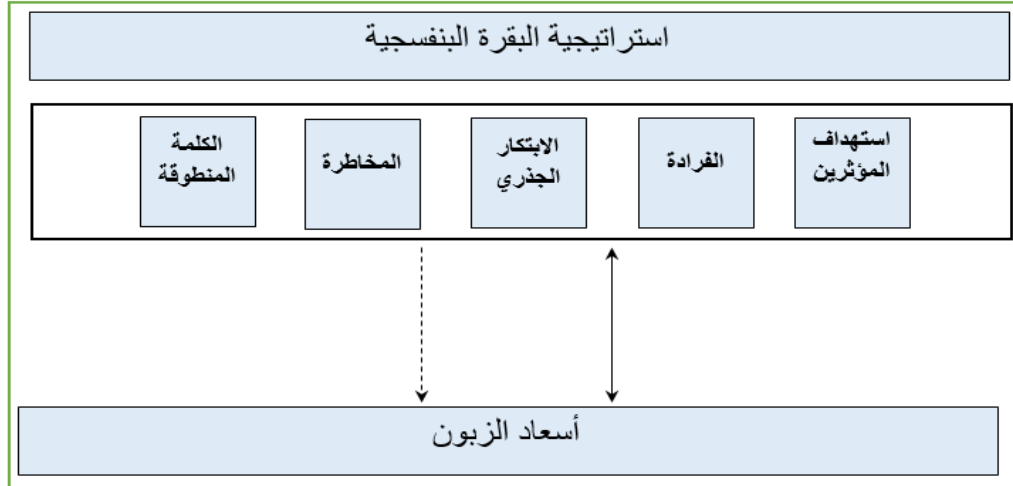 استراتيجية البقرة البنفسجية
استهداف
المؤثرين
الفرادة
الابتكار
الجذري
المخاطرة
الكلمة
المنطوقة
أسعاد الزبون